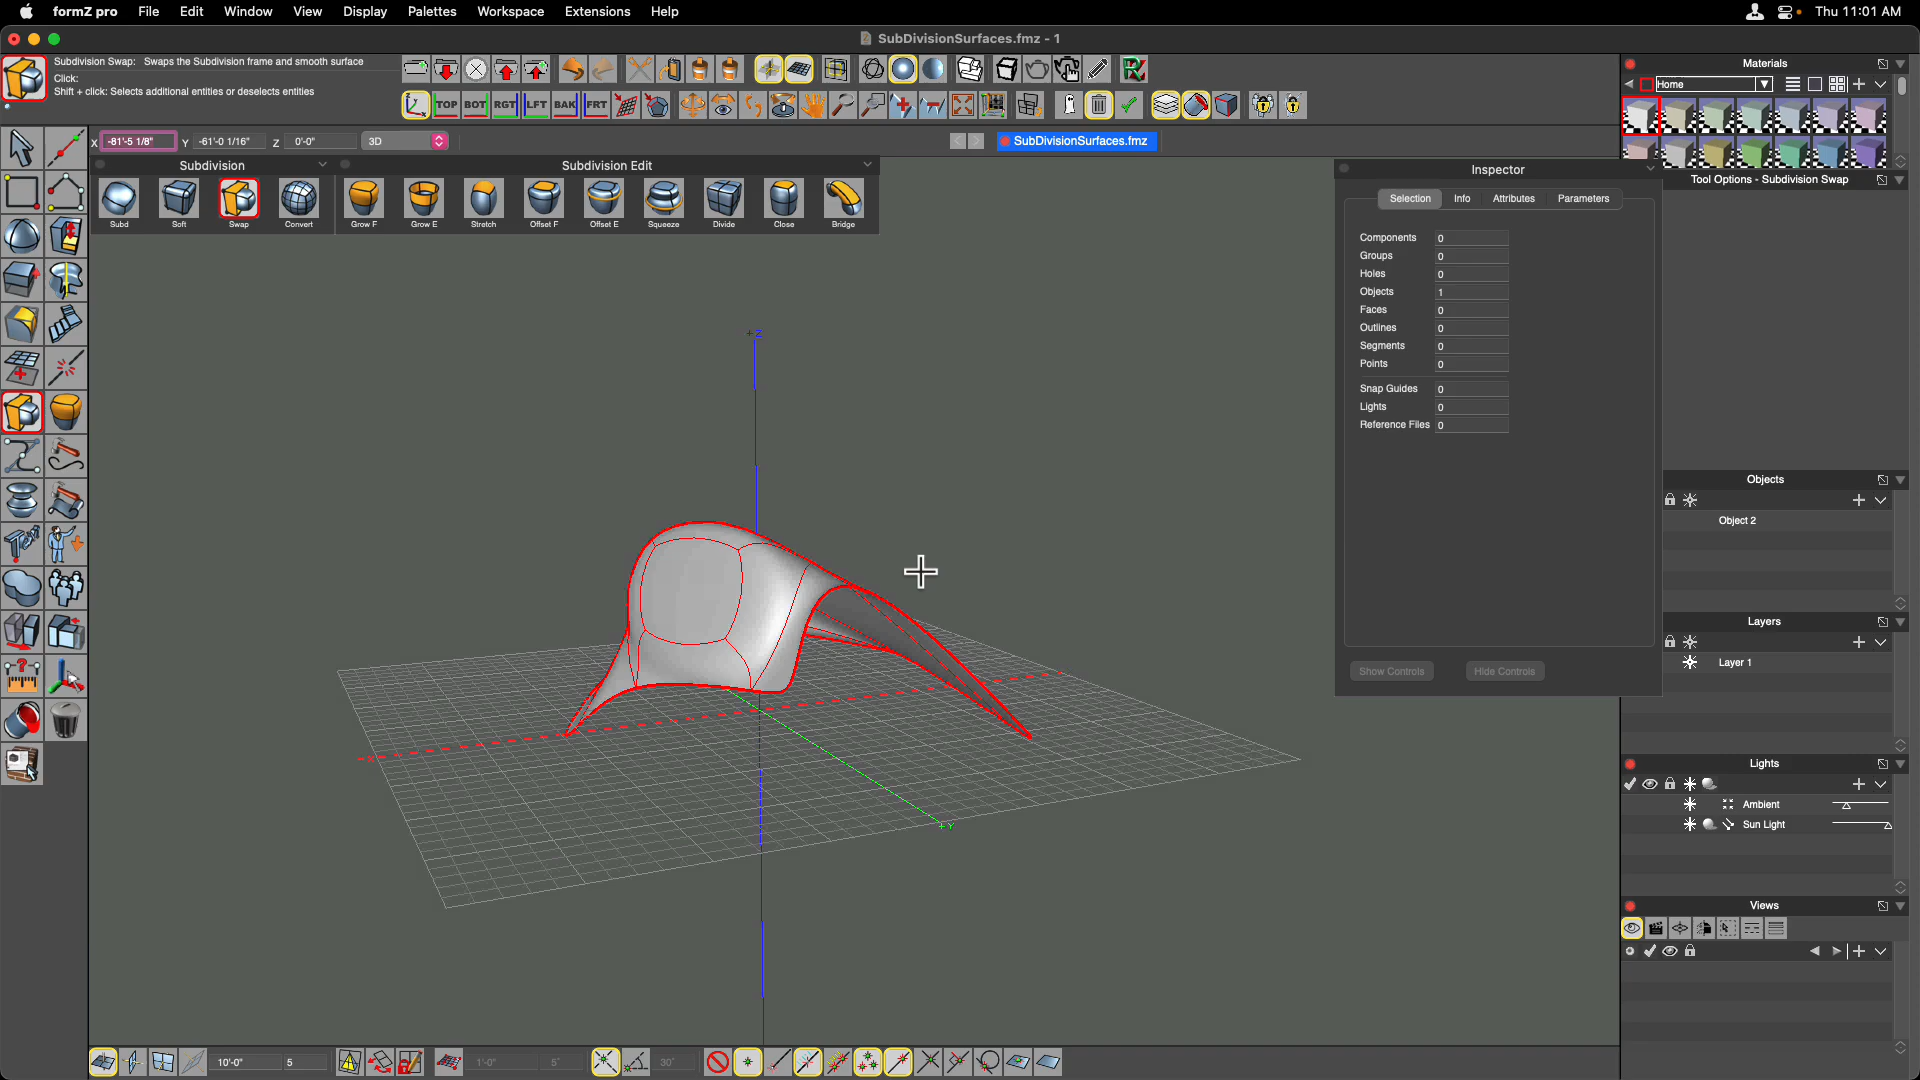 formZ pro File Edit Window View Display Palettes Workspace Extensions Help Thu 11:01 AM
SubDivisionSurfaces.fmz - 1
Subdivision Swap: Swaps the Subdivision frame and smooth surface
Click:
Shift + click: Selects additional entities or deselects entities
TOP BOT RGT LFT BAK FRT
X -81'-5 1/8" Y -61'-0 1/16" Z 0'-0" 3D
SubDivisionSurfaces.fmz
Subdivision
Subd Soft Swap Convert
Subdivision Edit
Grow F Grow E Stretch Offset F Offset E Squeeze Divide Close Bridge
Inspector
Selection Info Attributes Parameters
Components 0
Groups 0
Holes 0
Objects 1
Faces 0
Outlines 0
Segments 0
Points 0
Snap Guides 0
Lights 0
Reference Files 0
Show Controls Hide Controls
Materials
Home
Tool Options - Subdivision Swap
Objects
Object 2
Layers
Layer 1
Lights
Ambient
Sun Light
Views
+Z
-X
+Y
10'-0" 5 1'-0" 5" 30°